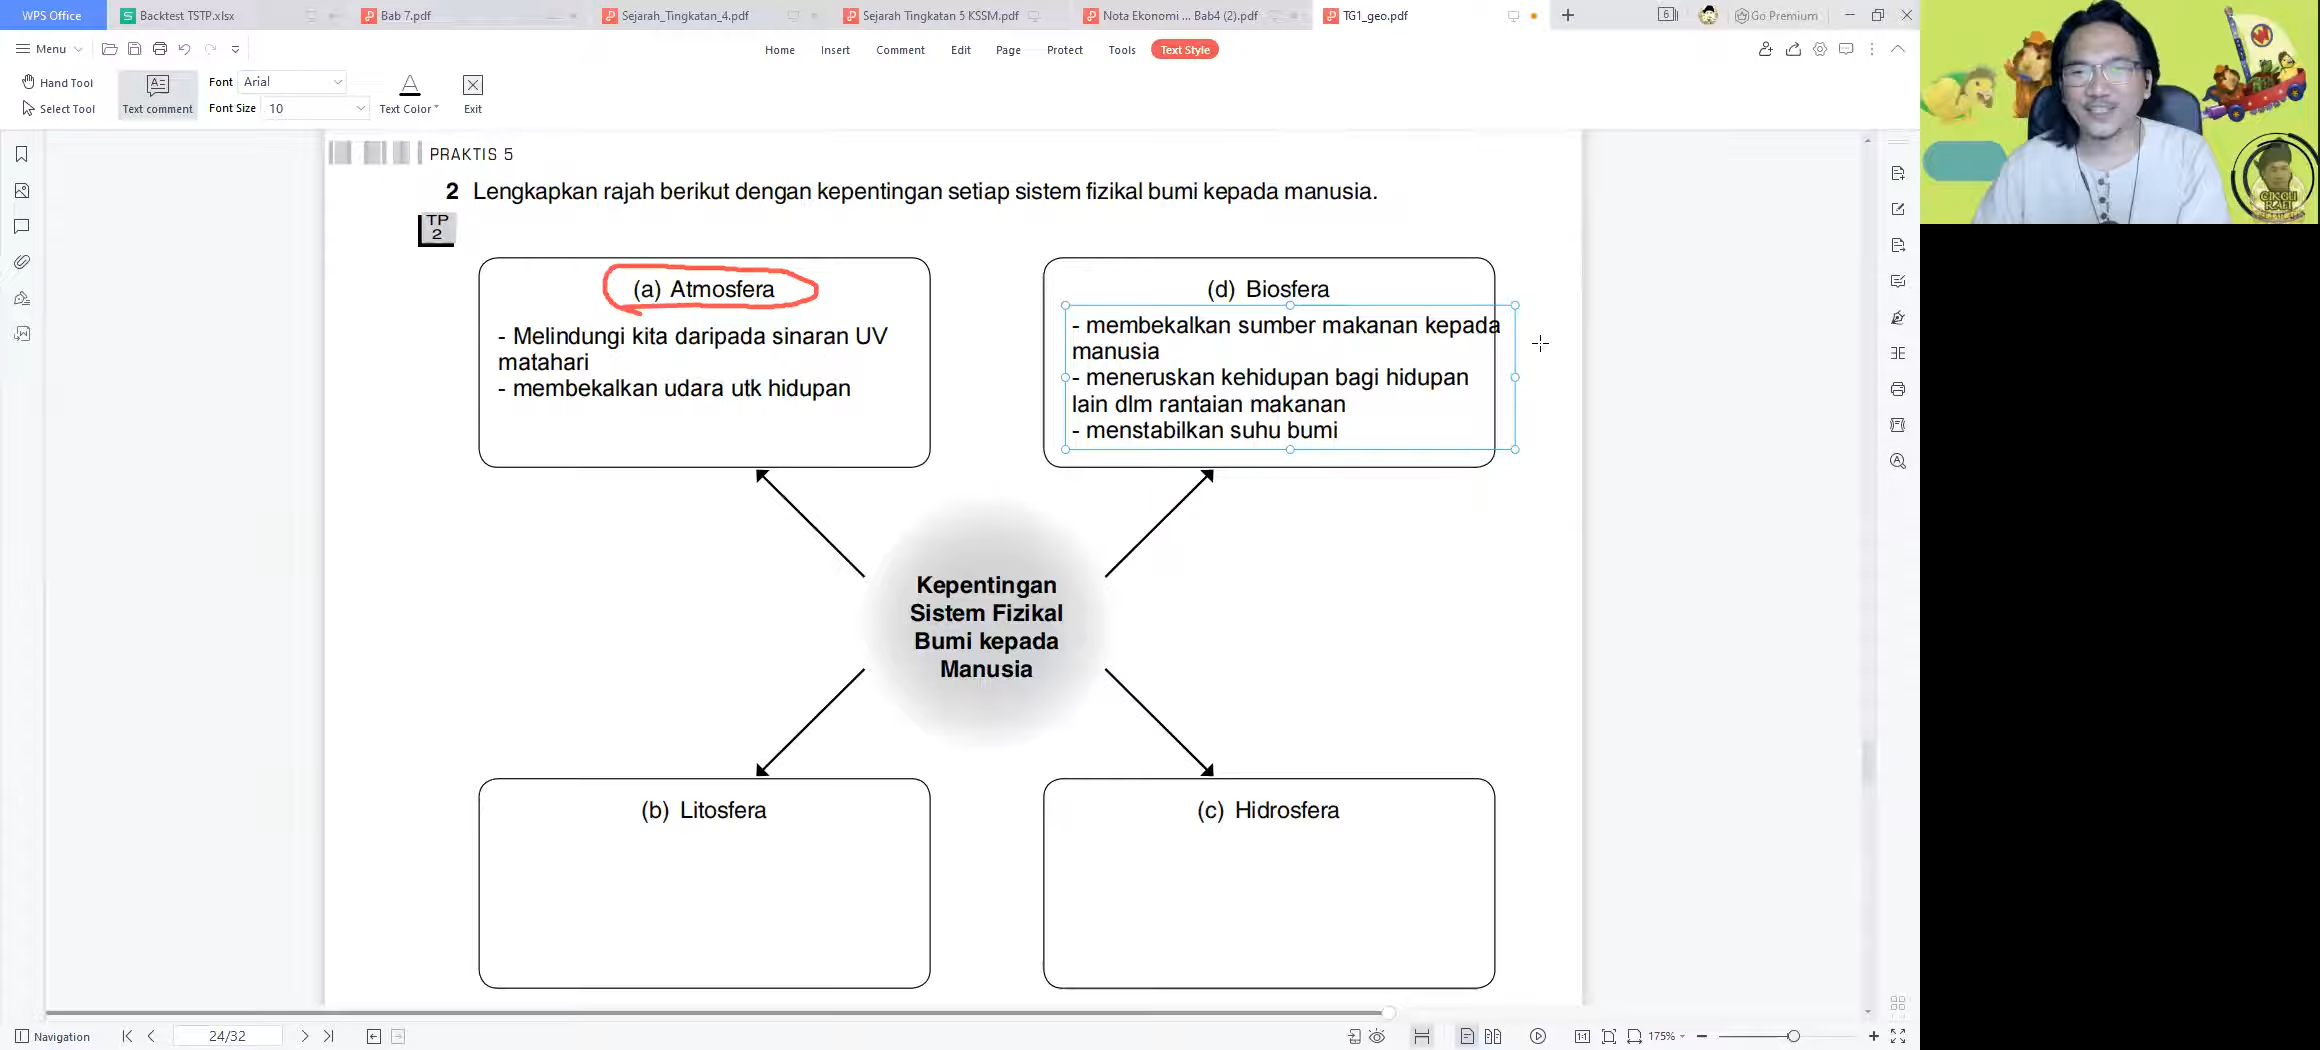 WPS Office
Backtest TSTP.xlsx
Bab 7.pdf
Sejarah_Tingkatan_4.pdf
Sejarah Tingkatan 5 KSSM.pdf
Nota Ekonomi ... Bab4 (2).pdf
TG1_geo.pdf
6
Go Premium
Menu
Home
Insert
Comment
Edit
Page
Protect
Tools
Text Style
Hand Tool
Select Tool
Text comment
Font Arial
Font Size 10
Text Color
Exit
PRAKTIS 5
2 Lengkapkan rajah berikut dengan kepentingan setiap sistem fizikal bumi kepada manusia.
TP
2
(a) Atmosfera
- Melindungi kita daripada sinaran UV
matahari
- membekalkan udara utk hidupan
(d) Biosfera
- membekalkan sumber makanan kepada
manusia
- meneruskan kehidupan bagi hidupan
lain dlm rantaian makanan
- menstabilkan suhu bumi
Kepentingan
Sistem Fizikal
Bumi kepada
Manusia
(b) Litosfera
(c) Hidrosfera
CIKGU
RAFI
Navigation
24/32
175%